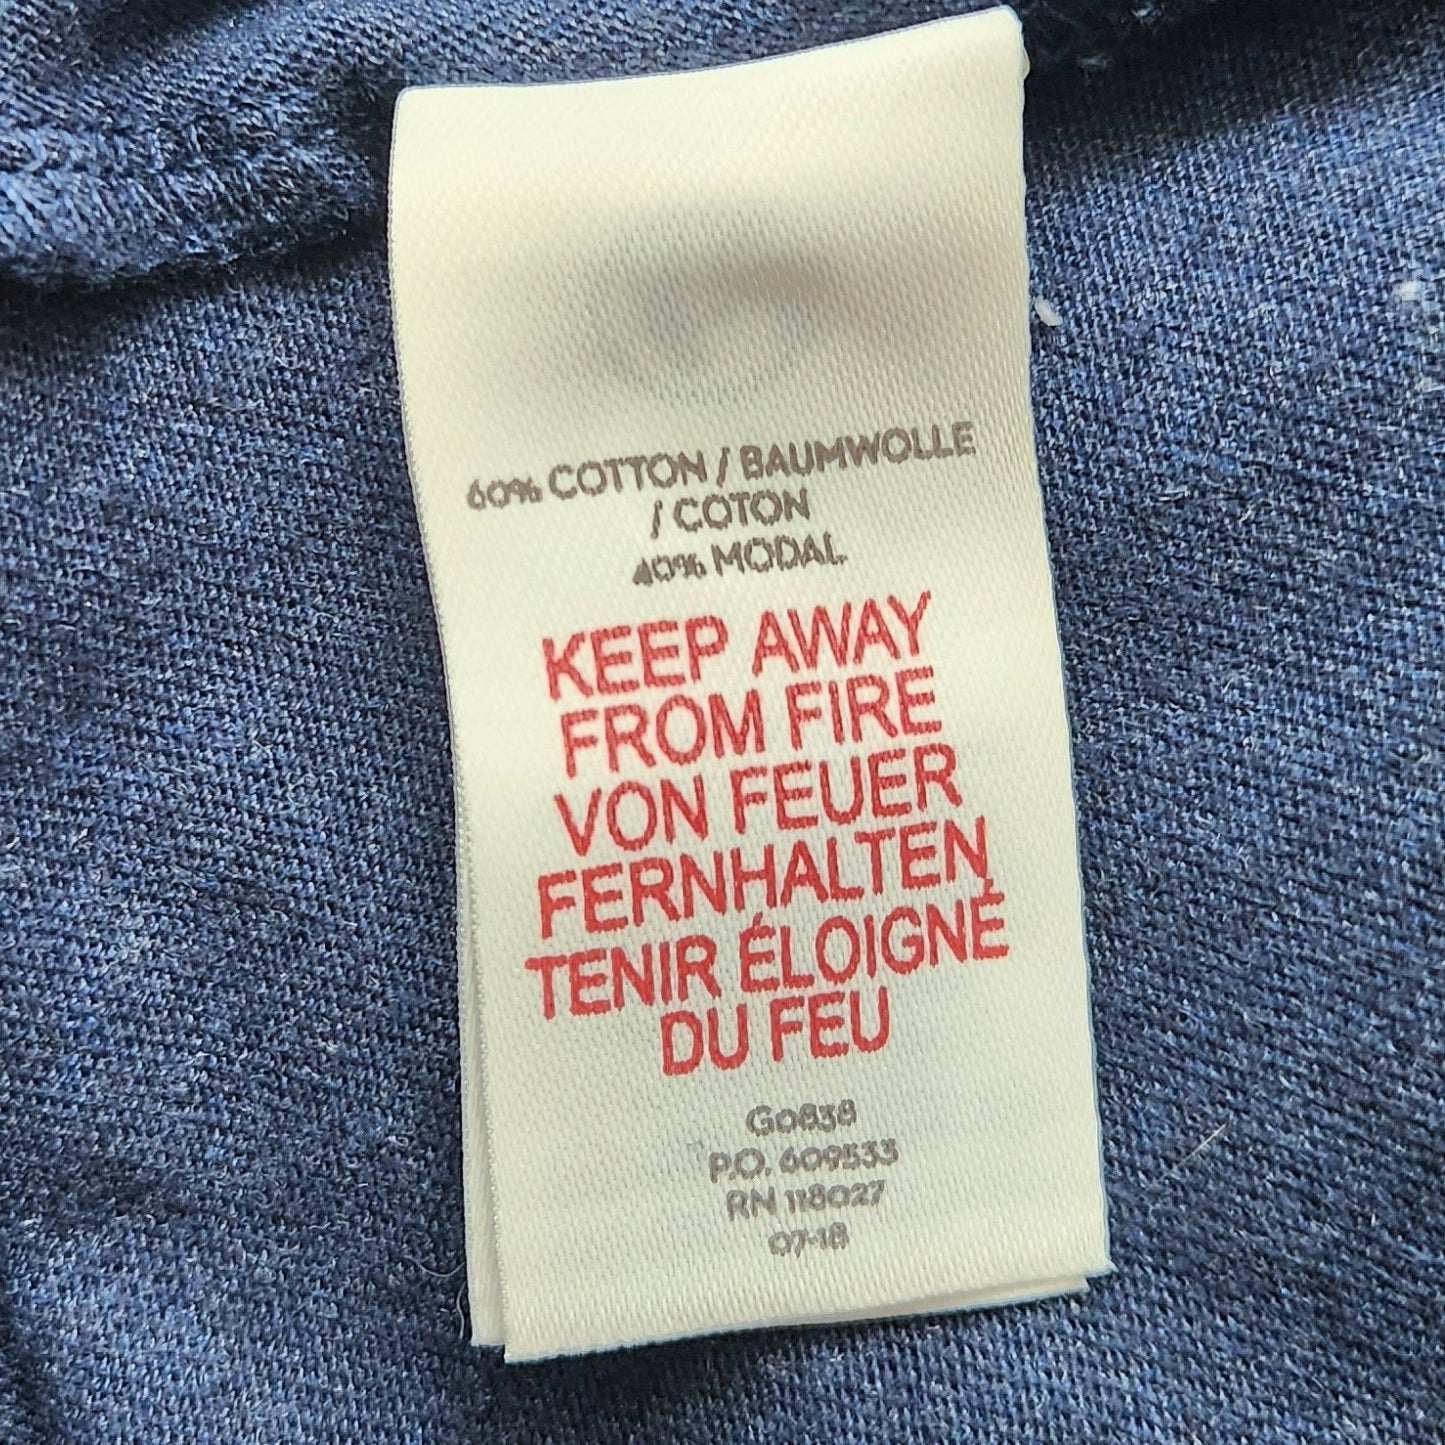 60% COTTON / BAUMWOLLE
/ COTON
40% MODAL
KEEP AWAY
FROM FIRE
VON FEUER
FERNHALTEN
TENIR ÉLOIGNÉ
DU FEU
G0838
P.O. 609533
RN 118027
07-18